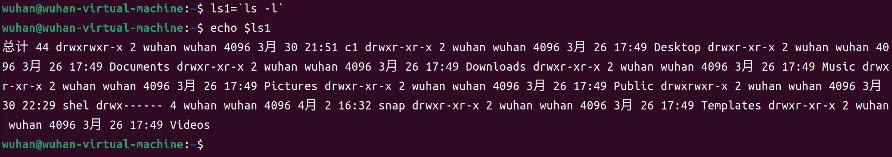 wuhan@wuhan-virtual-machine:~$ ls1=`ls -l`
wuhan@wuhan-virtual-machine:~$ echo $ls1
总计 44 drwxrwxr-x 2 wuhan wuhan 4096 3月 30 21:51 c1 drwxr-xr-x 2 wuhan wuhan 4096 3月 26 17:49 Desktop drwxr-xr-x 2 wuhan wuhan 40
96 3月 26 17:49 Documents drwxr-xr-x 2 wuhan wuhan 4096 3月 26 17:49 Downloads drwxr-xr-x 2 wuhan wuhan 4096 3月 26 17:49 Music drwx
r-xr-x 2 wuhan wuhan 4096 3月 26 17:49 Pictures drwxr-xr-x 2 wuhan wuhan 4096 3月 26 17:49 Public drwxrwxr-x 2 wuhan wuhan 4096 3月
30 22:29 shel drwx------ 4 wuhan wuhan 4096 4月 2 16:32 snap drwxr-xr-x 2 wuhan wuhan 4096 3月 26 17:49 Templates drwxr-xr-x 2 wuhan
wuhan 4096 3月 26 17:49 Videos
wuhan@wuhan-virtual-machine:~$